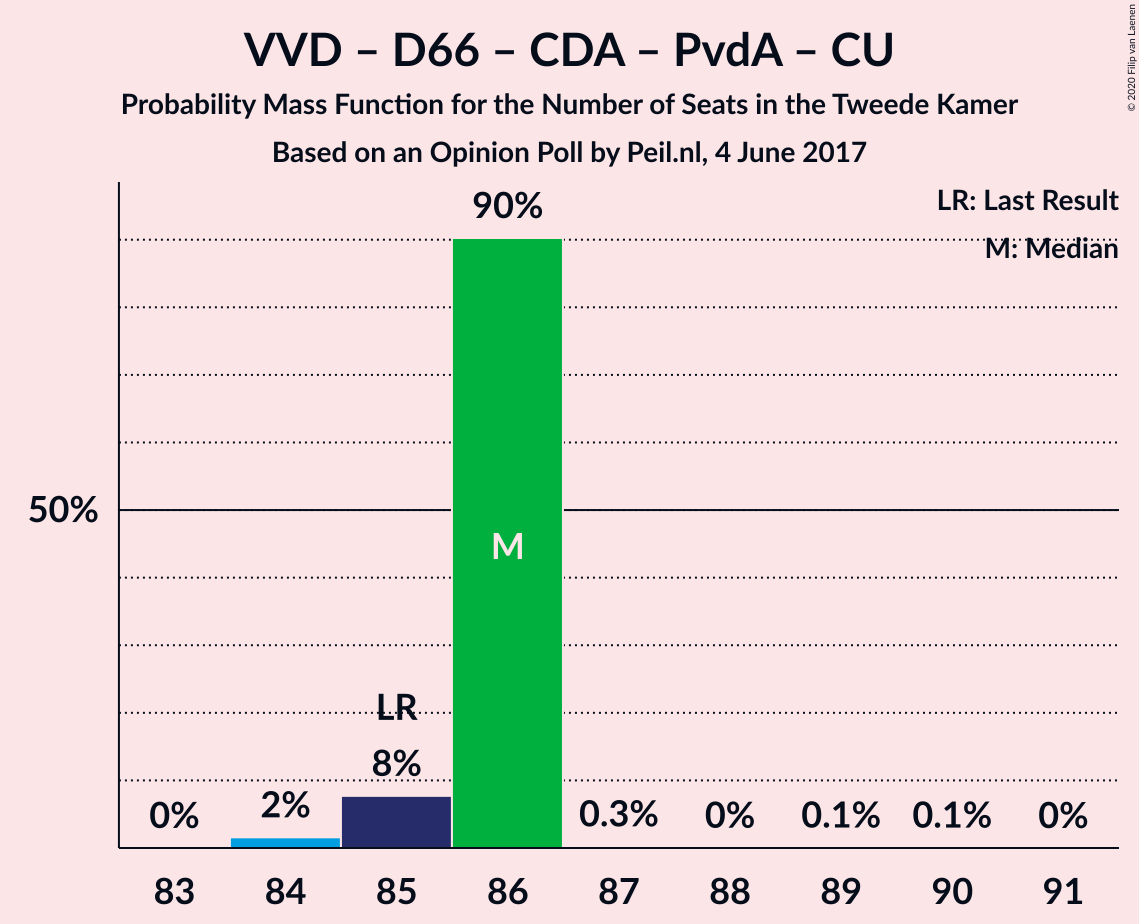 VVD – D66 – CDA – PvdA – CU
Probability Mass Function for the Number of Seats in the Tweede Kamer
Based on an Opinion Poll by Peil.nl, 4 June 2017
© 2020 Filip van Laenen
LR: Last Result
M: Median
90%
50%
M
LR
8%
0%
2%
0.3%
0%
0.1%
0.1%
0%
83
84
85
86
87
88
89
90
91